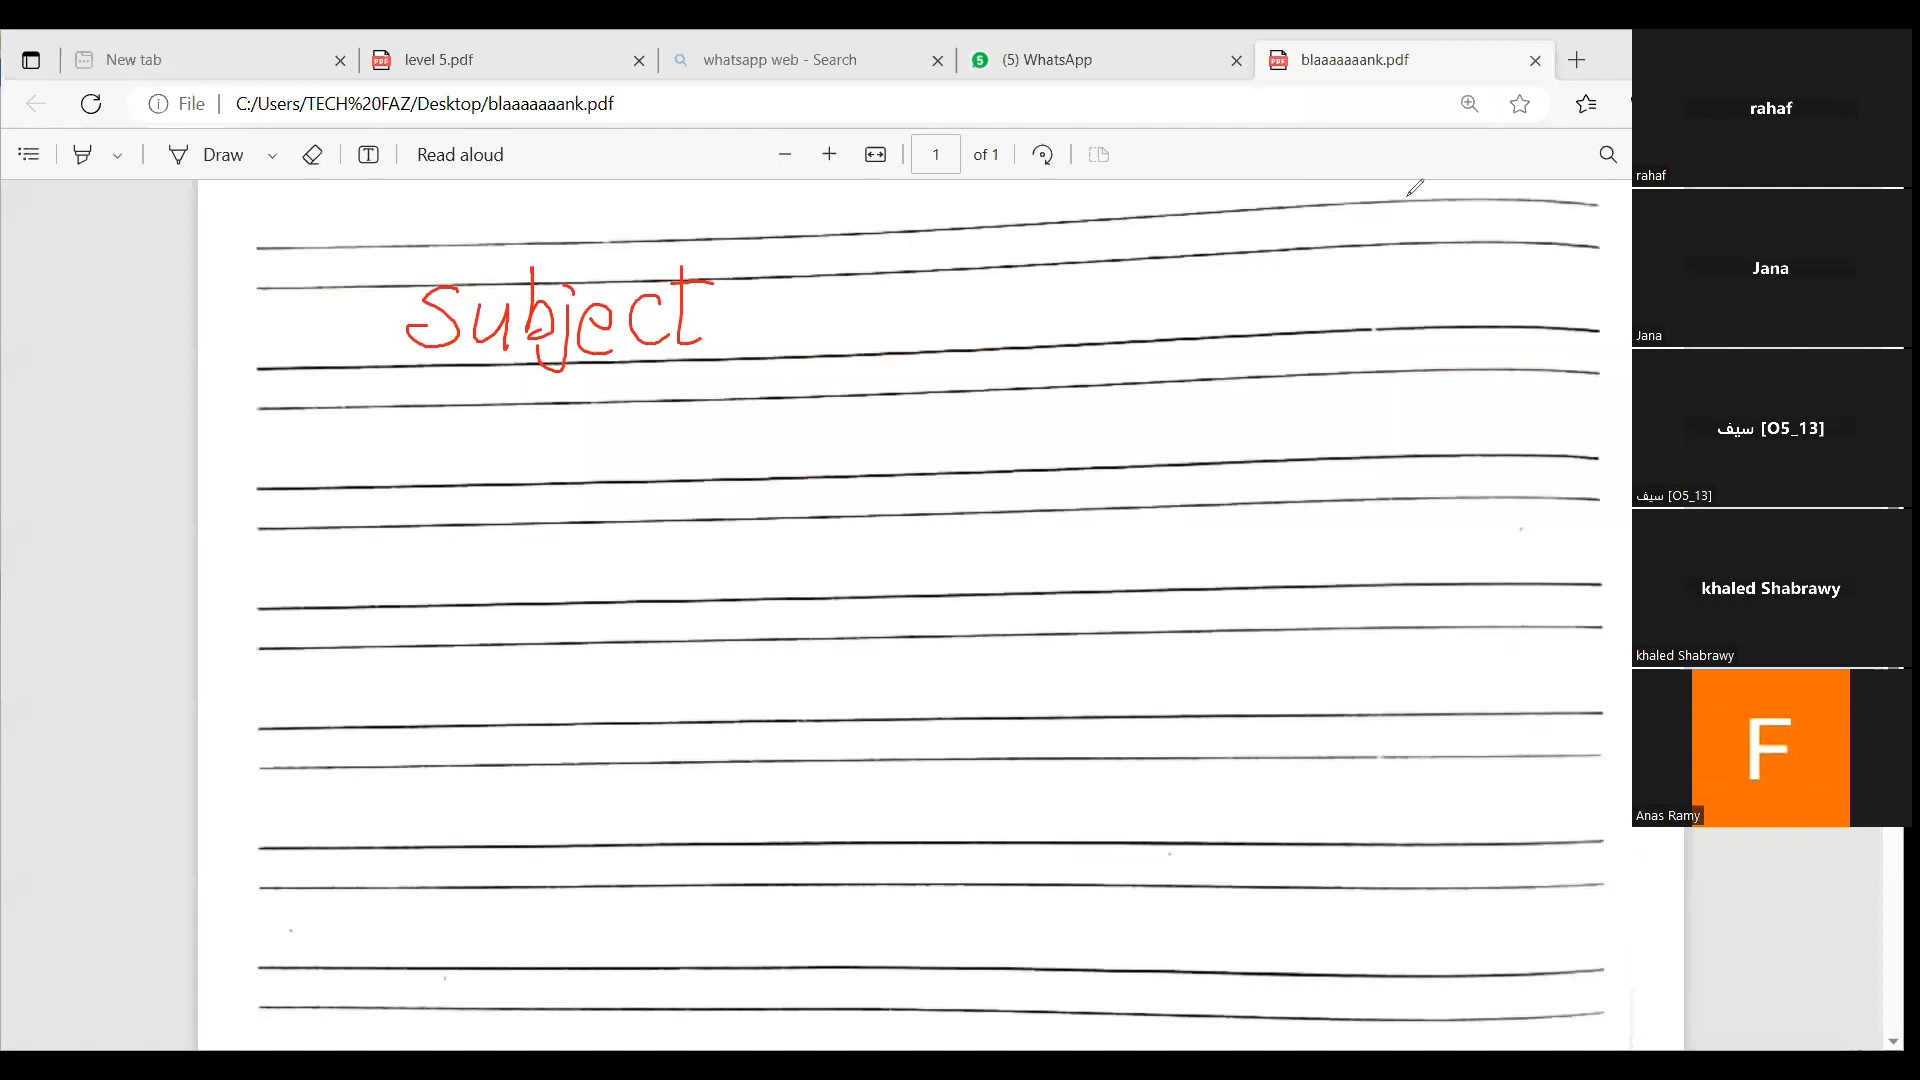 New tab
level 5.pdf
whatsapp web - Search
5
(5) WhatsApp
blaaaaaaank.pdf
File
C:/Users/TECH%20FAZ/Desktop/blaaaaaaank.pdf
Draw
T
Read aloud
1
of 1
Subject
rahaf
rahaf
Jana
Jana
سيف [O5_13]
سيف [O5_13]
khaled Shabrawy
khaled Shabrawy
F
Anas Ramy